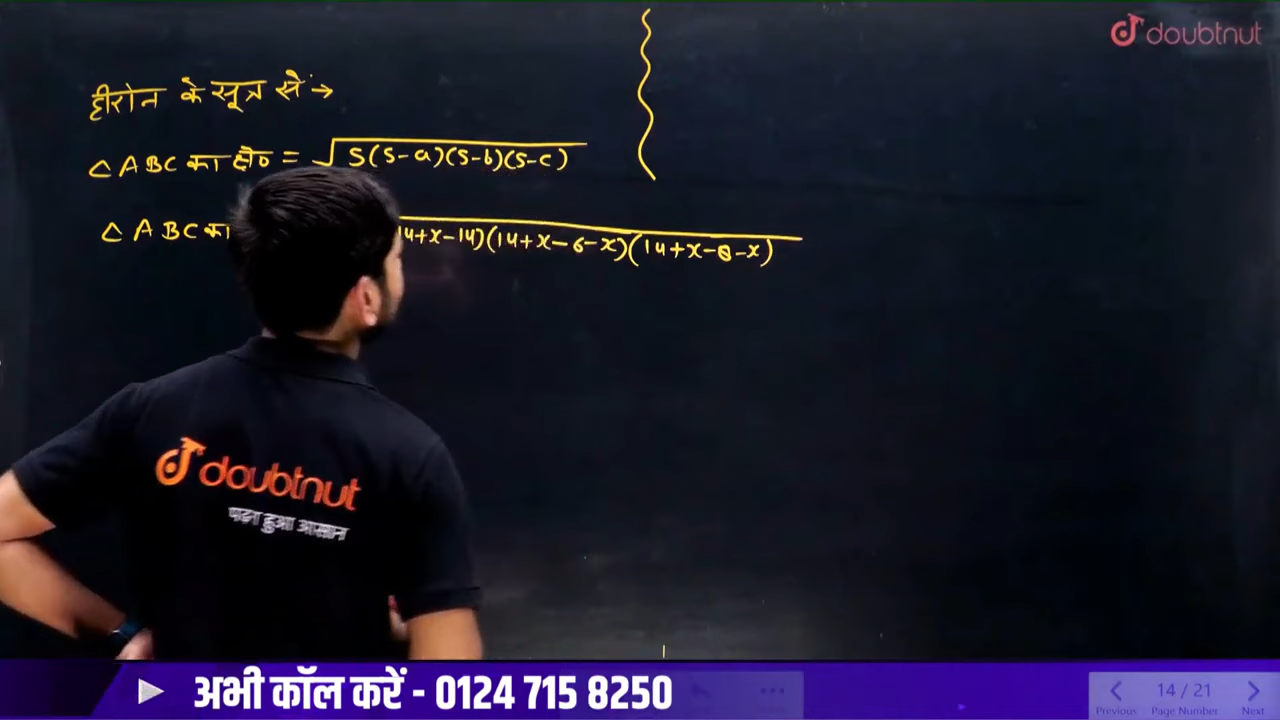 doubtnut
हीरोन के सूत्र से →
△ABC का क्षे० = √S(S-a)(S-b)(S-c)
△ABC का 14+x-14)(14+x-6-x)(14+x-8-x)
doubtnut
पढ़ना हुआ आसान
अभी कॉल करें - 0124 715 8250
14 / 21
Previous Page Number Next